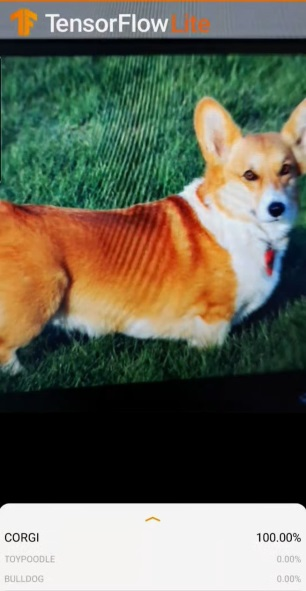 TensorFlow Lite
CORGI 100.00%
TOYPOODLE 0.00%
BULLDOG 0.00%